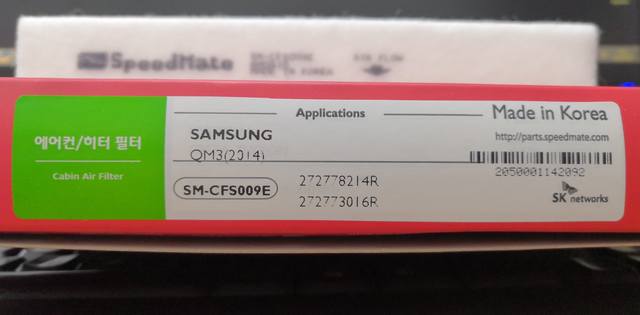 SpeedMate
AIR FLOW
MADE IN KOREA
에어컨/히터 필터
Cabin Air Filter
Applications
SAMSUNG
QM3(2014)
SM-CFS009E
272778214R
272773016R
Made in Korea
http://parts.speedmate.com
2050001142092
SK networks